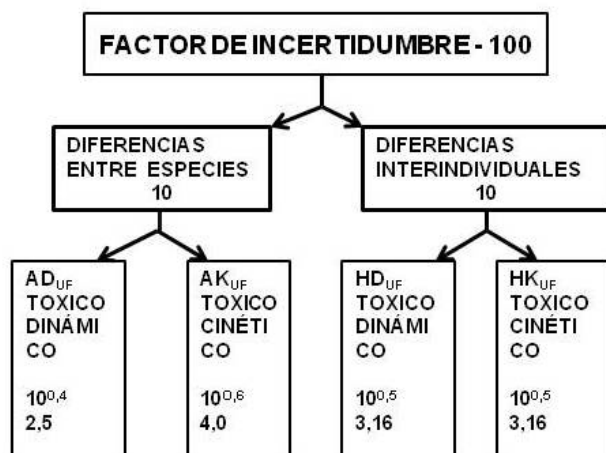 FACTOR DE INCERTIDUMBRE - 100
DIFERENCIAS
ENTRE ESPECIES
10
DIFERENCIAS
INTERINDIVIDUALES
10
AD_UF
TOXICO
DINÁMI
CO
10^0,4
2,5
AK_UF
TOXICO
CINÉTI
CO
10^0,6
4,0
HD_UF
TOXICO
DINÁMI
CO
10^0,5
3,16
HK_UF
TOXICO
CINÉTI
CO
10^0,5
3,16